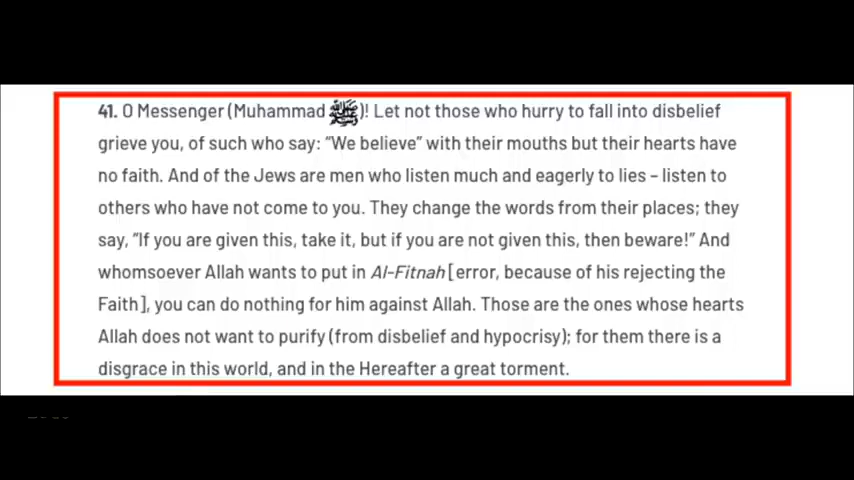 41. O Messenger (Muhammad ﷺ)! Let not those who hurry to fall into disbelief
grieve you, of such who say: “We believe” with their mouths but their hearts have
no faith. And of the Jews are men who listen much and eagerly to lies – listen to
others who have not come to you. They change the words from their places; they
say, “If you are given this, take it, but if you are not given this, then beware!” And
whomsoever Allah wants to put in Al-Fitnah [error, because of his rejecting the
Faith], you can do nothing for him against Allah. Those are the ones whose hearts
Allah does not want to purify (from disbelief and hypocrisy); for them there is a
disgrace in this world, and in the Hereafter a great torment.